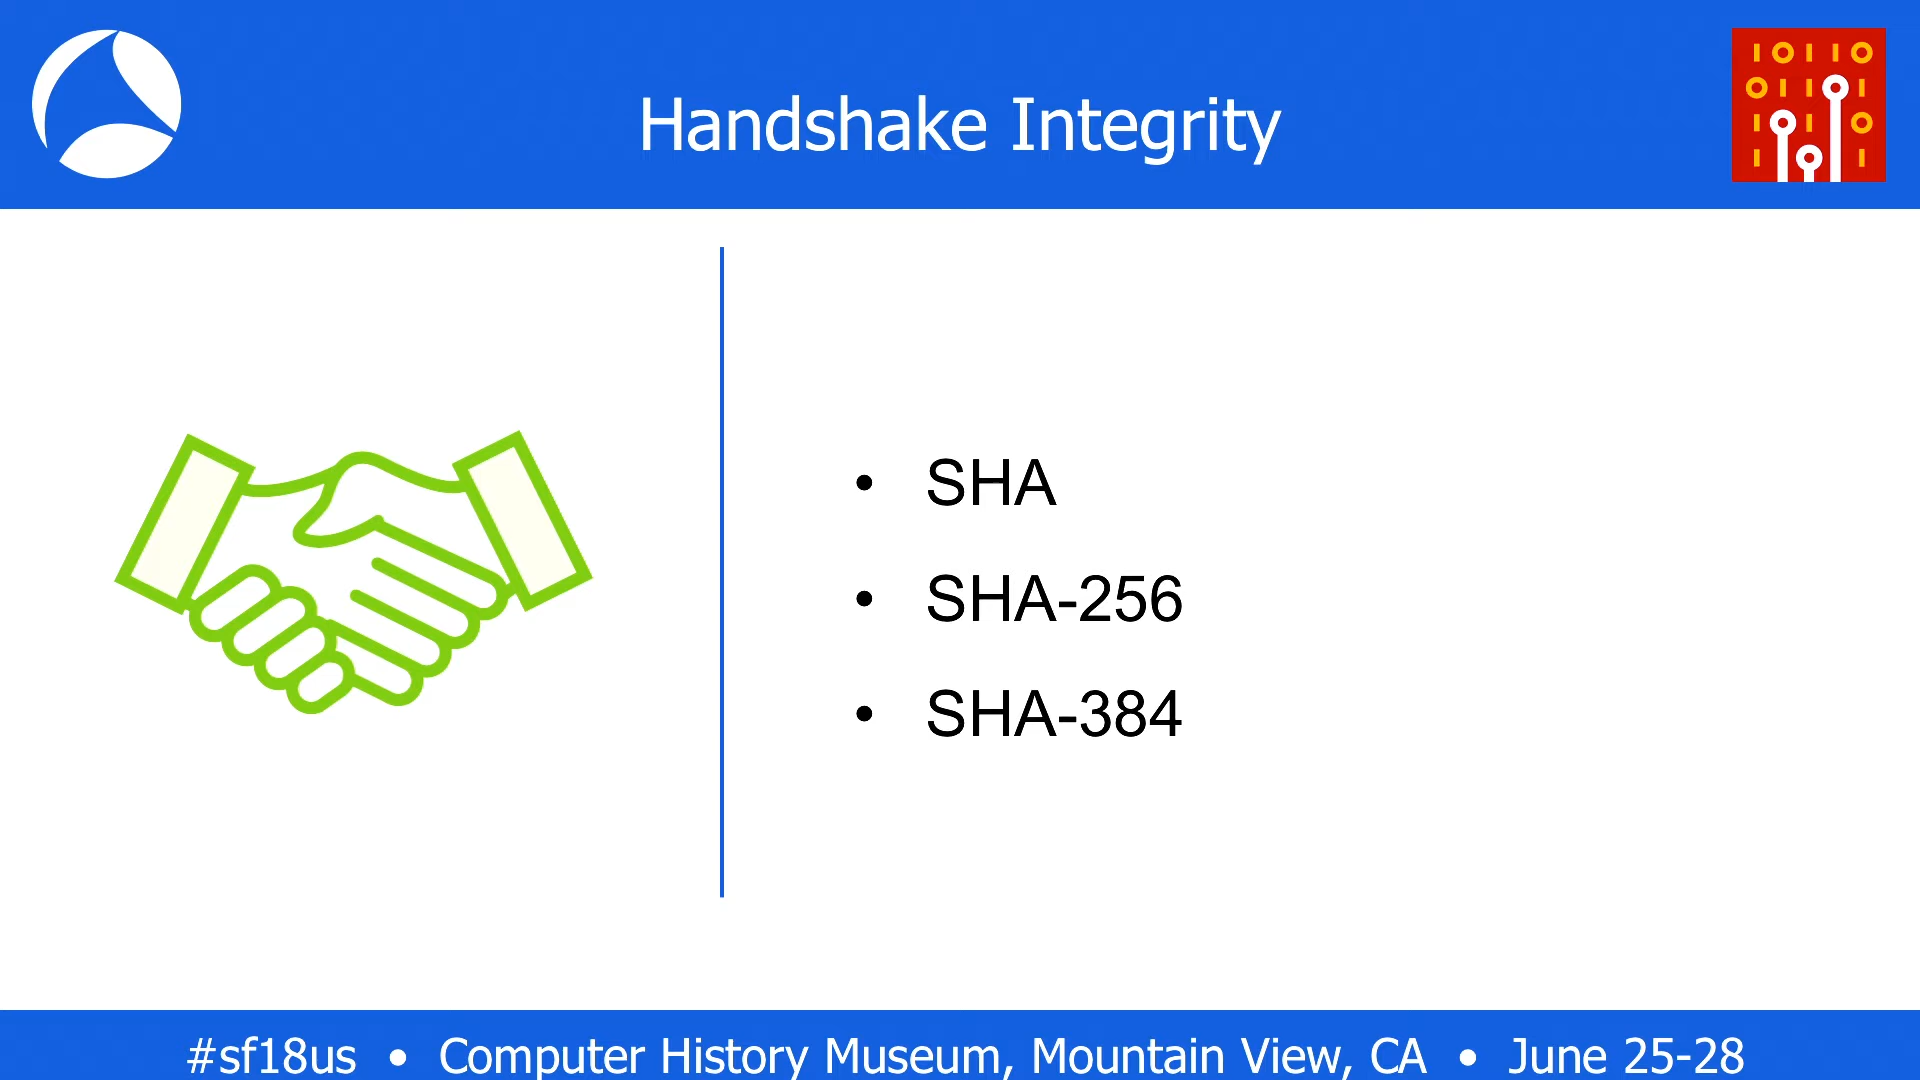 Handshake Integrity
• SHA
• SHA-256
• SHA-384
#sf18us • Computer History Museum, Mountain View, CA • June 25-28